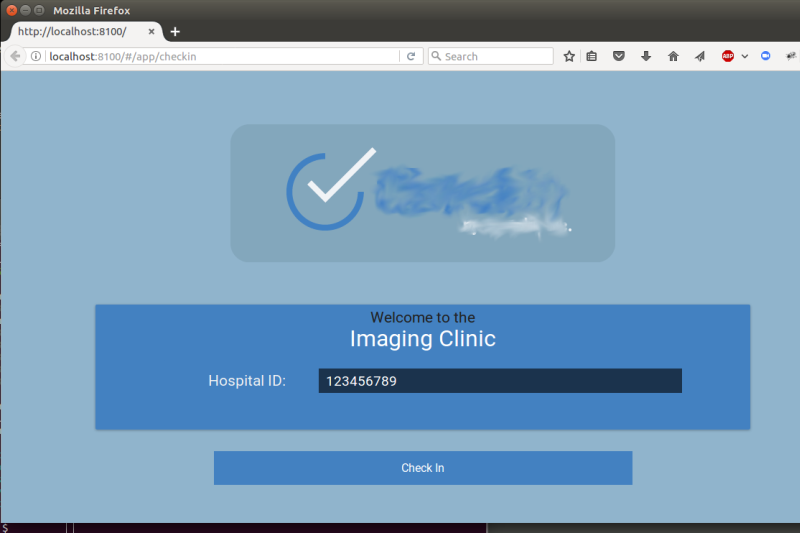 Mozilla Firefox
http://localhost:8100/
localhost:8100/#/app/checkin
Search
ABP
Welcome to the
Imaging Clinic
Hospital ID: 123456789
Check In
$